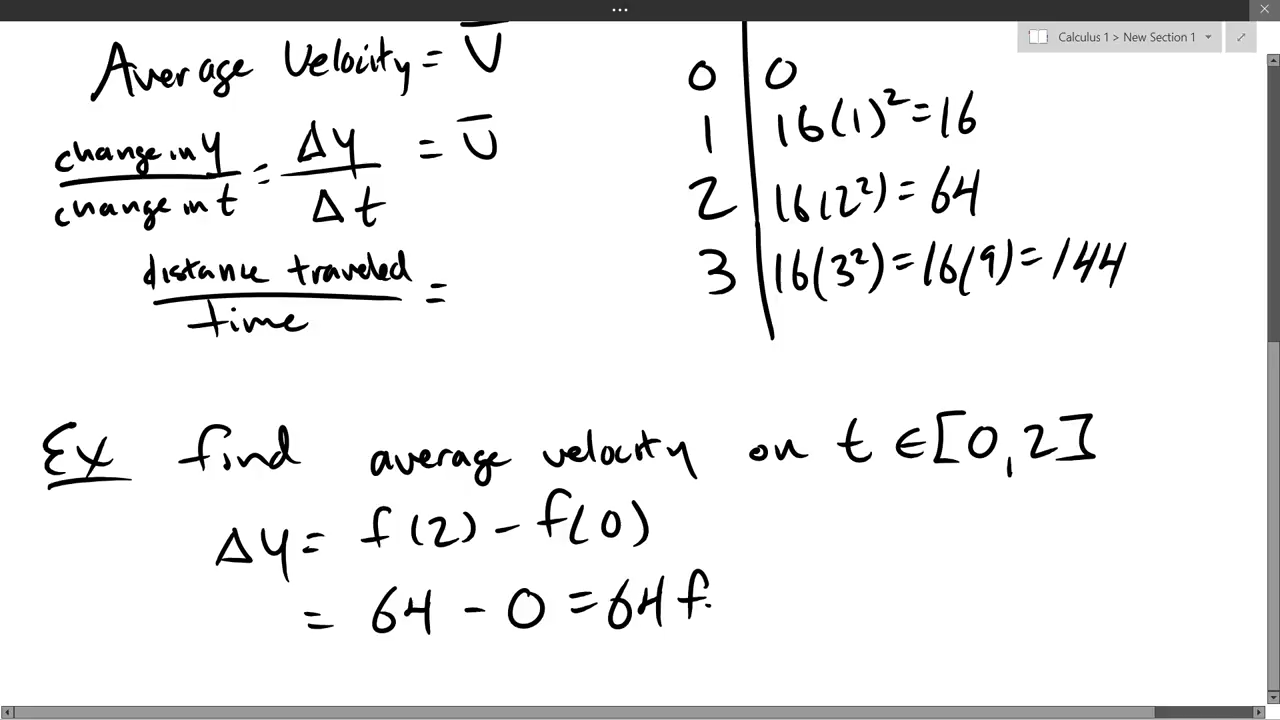 ...
Calculus 1 > New Section 1
Average Velocity = V̅
change in y / change in t = Δy / Δt = V̅
distance traveled / time =
0 | 0
1 | 16(1)² = 16
2 | 16(2²) = 64
3 | 16(3²) = 16(9) = 144
Ex find average velocity on t ∈ [0,2]
Δy = f(2) - f(0)
= 64 - 0 = 64 f